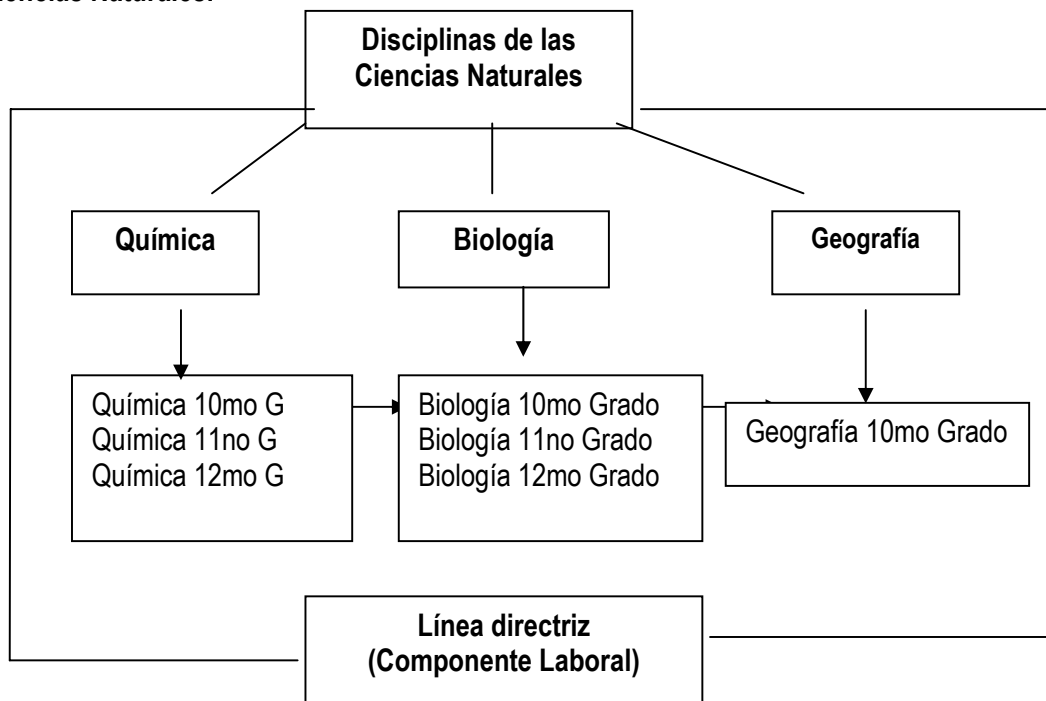 Ciencias Naturales.
Disciplinas de las
Ciencias Naturales
Química
Biología
Geografía
Química 10mo G
Química 11no G
Química 12mo G
Biología 10mo Grado
Biología 11no Grado
Biología 12mo Grado
Geografía 10mo Grado
Línea directriz
(Componente Laboral)